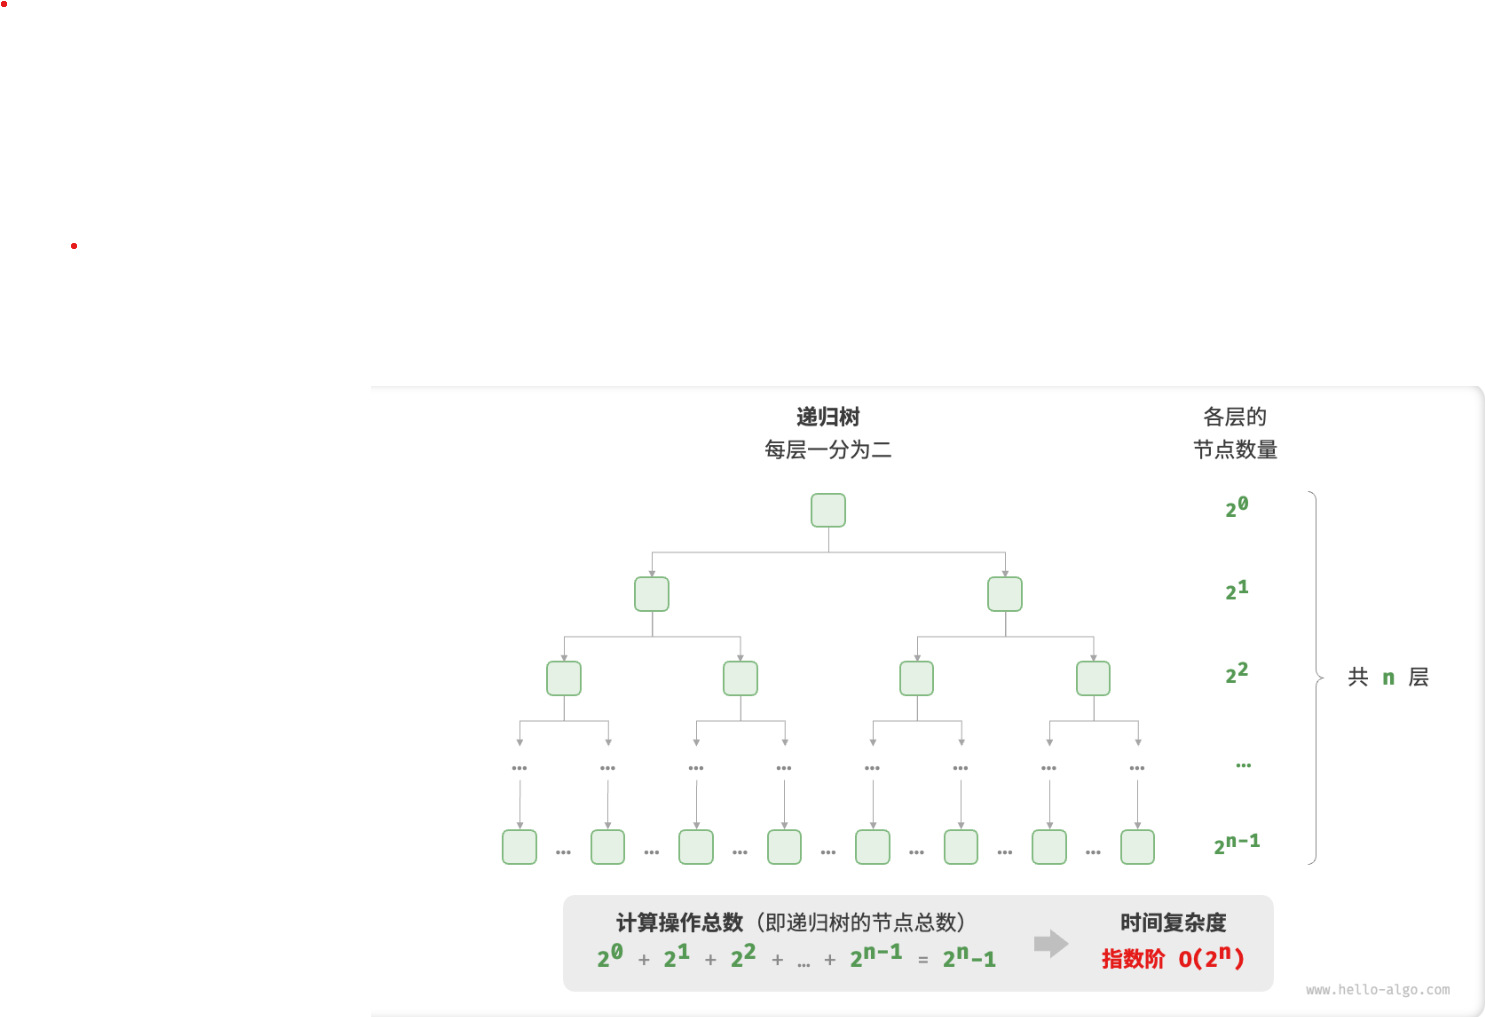 递归树
每层一分为二
各层的
节点数量
2^0
2^1
2^2
...
2^n-1
共 n 层
... ... ... ... ... ... ... ...
... ... ... ... ... ... ...
计算操作总数（即递归树的节点总数）
2^0 + 2^1 + 2^2 + ... + 2^n-1 = 2^n-1
时间复杂度
指数阶 O(2^n)
www.hello-algo.com